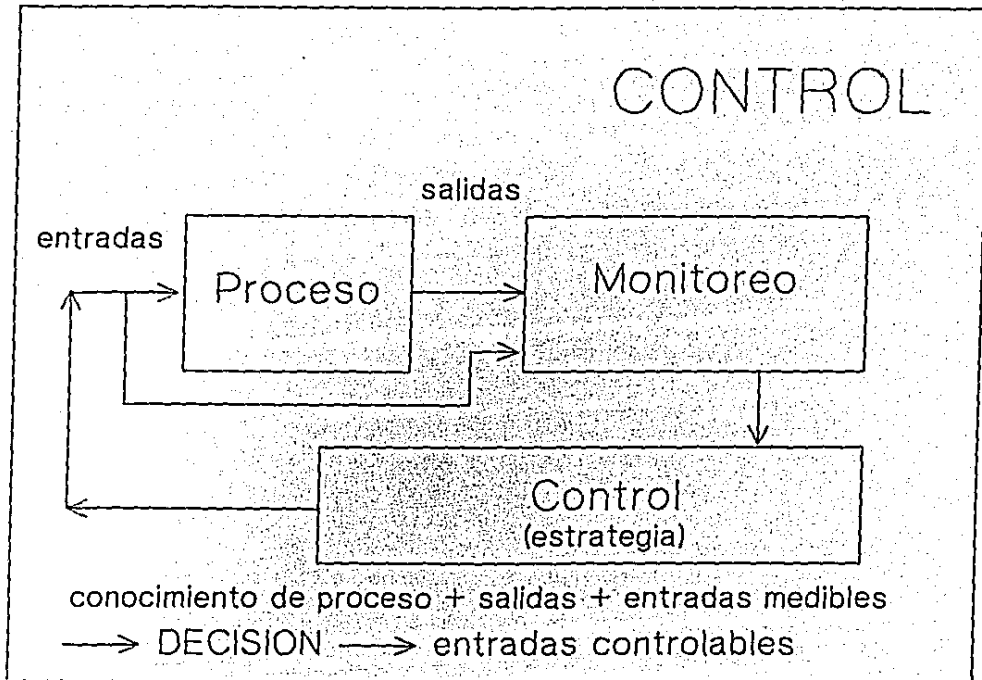 CONTROL
salidas
entradas
Proceso
Monitoreo
Control
(estrategia)
conocimiento de proceso + salidas + entradas medibles
→ DECISION → entradas controlables